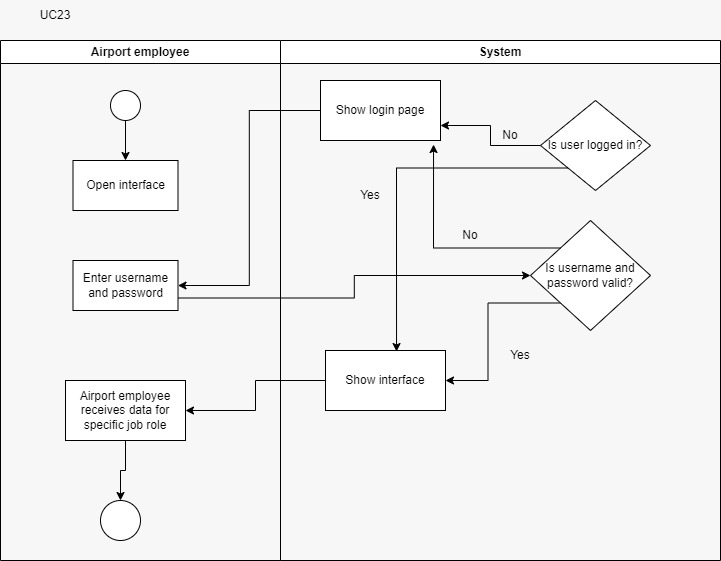 UC23
Airport employee
System
Show login page
No
Is user logged in?
Open interface
Yes
No
Enter username
and password
Is username and
password valid?
Yes
Show interface
Airport employee
receives data for
specific job role